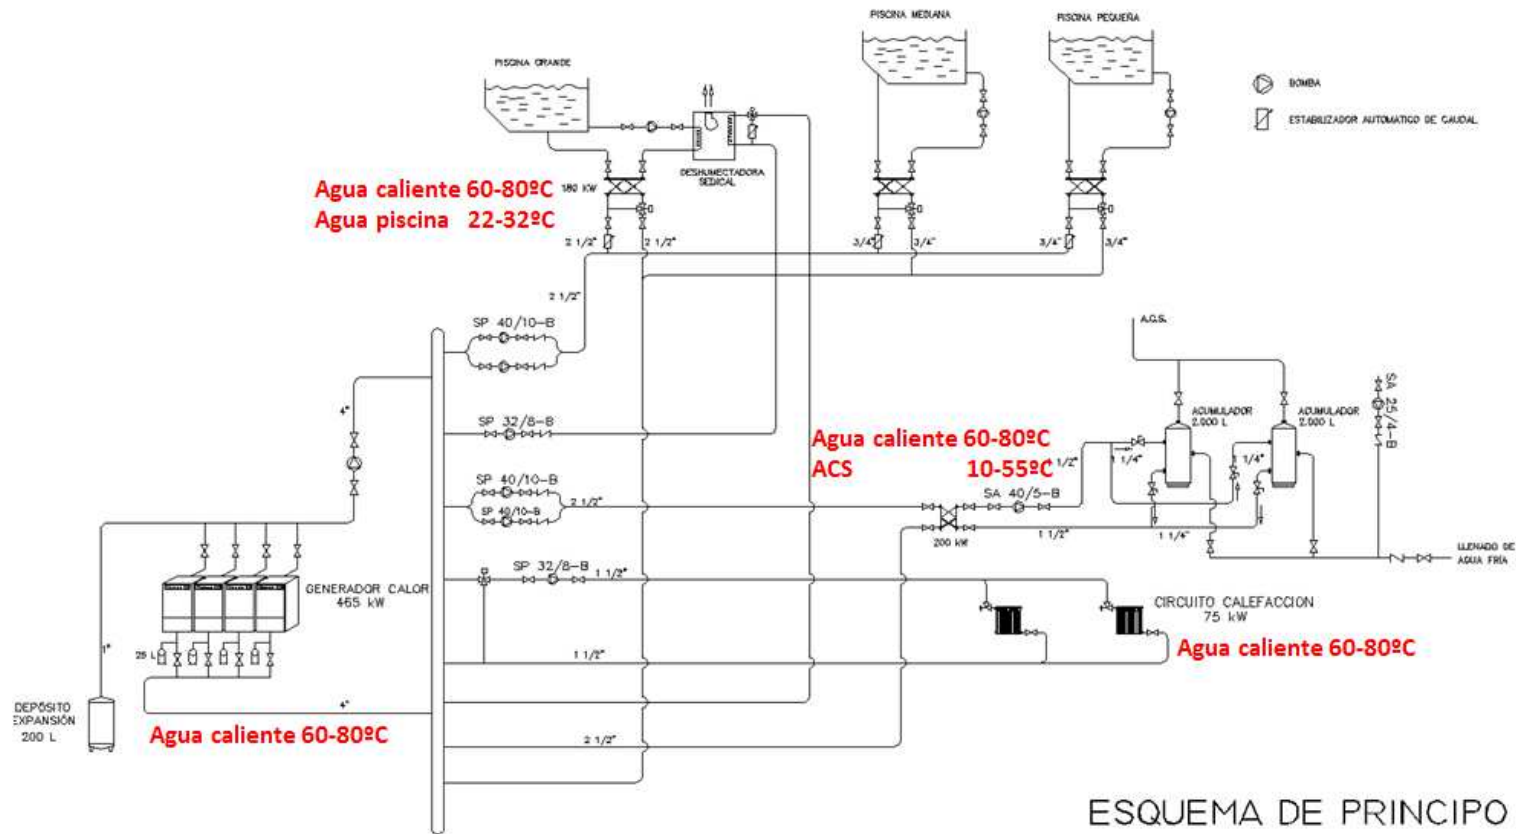 PISCINA MEDIANA
PISCINA PEQUEÑA
PISCINA GRANDE
BOMBA
ESTABILIZADOR AUTOMATICO DE CAUDAL
DESHUMECTADORA
SEDICAL
Agua caliente 60-80ºC
180 kW
Agua piscina 22-32ºC
2 1/2"
2 1/2"
3/4"
3/4"
3/4"
3/4"
2 1/2"
SP 40/10-B
A.C.S.
4"
SP 32/8-B
ACUMULADOR
2.000 L
ACUMULADOR
2.000 L
SA 25/4-B
Agua caliente 60-80ºC
ACS 10-55ºC
1/2"
1 1/4"
1/4"
SP 40/10-B
2 1/2"
SP 40/10-B
SA 40/5-B
200 kW
1 1/2"
1 1/4"
LLENADO DE
AGUA FRÍA
SP 32/8-B
1 1/2"
GENERADOR CALOR
465 kW
CIRCUITO CALEFACCION
75 kW
Agua caliente 60-80ºC
25 L
1"
1 1/2"
4"
DEPÓSITO
EXPANSIÓN
200 L
Agua caliente 60-80ºC
2 1/2"
ESQUEMA DE PRINCIPO